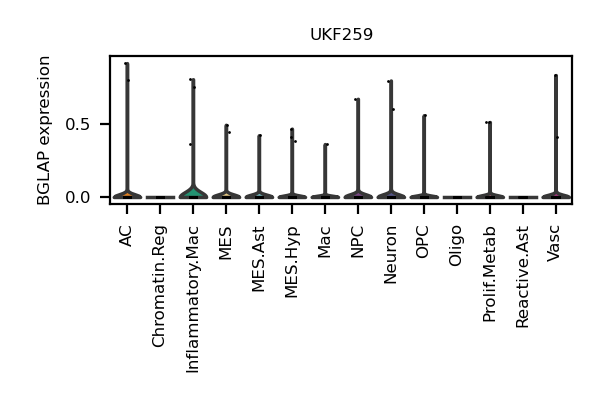 UKF259
BGLAP expression
0.5
0.0
AC
Chromatin.Reg
Inflammatory.Mac
MES
MES.Ast
MES.Hyp
Mac
NPC
Neuron
OPC
Oligo
Prolif.Metab
Reactive.Ast
Vasc